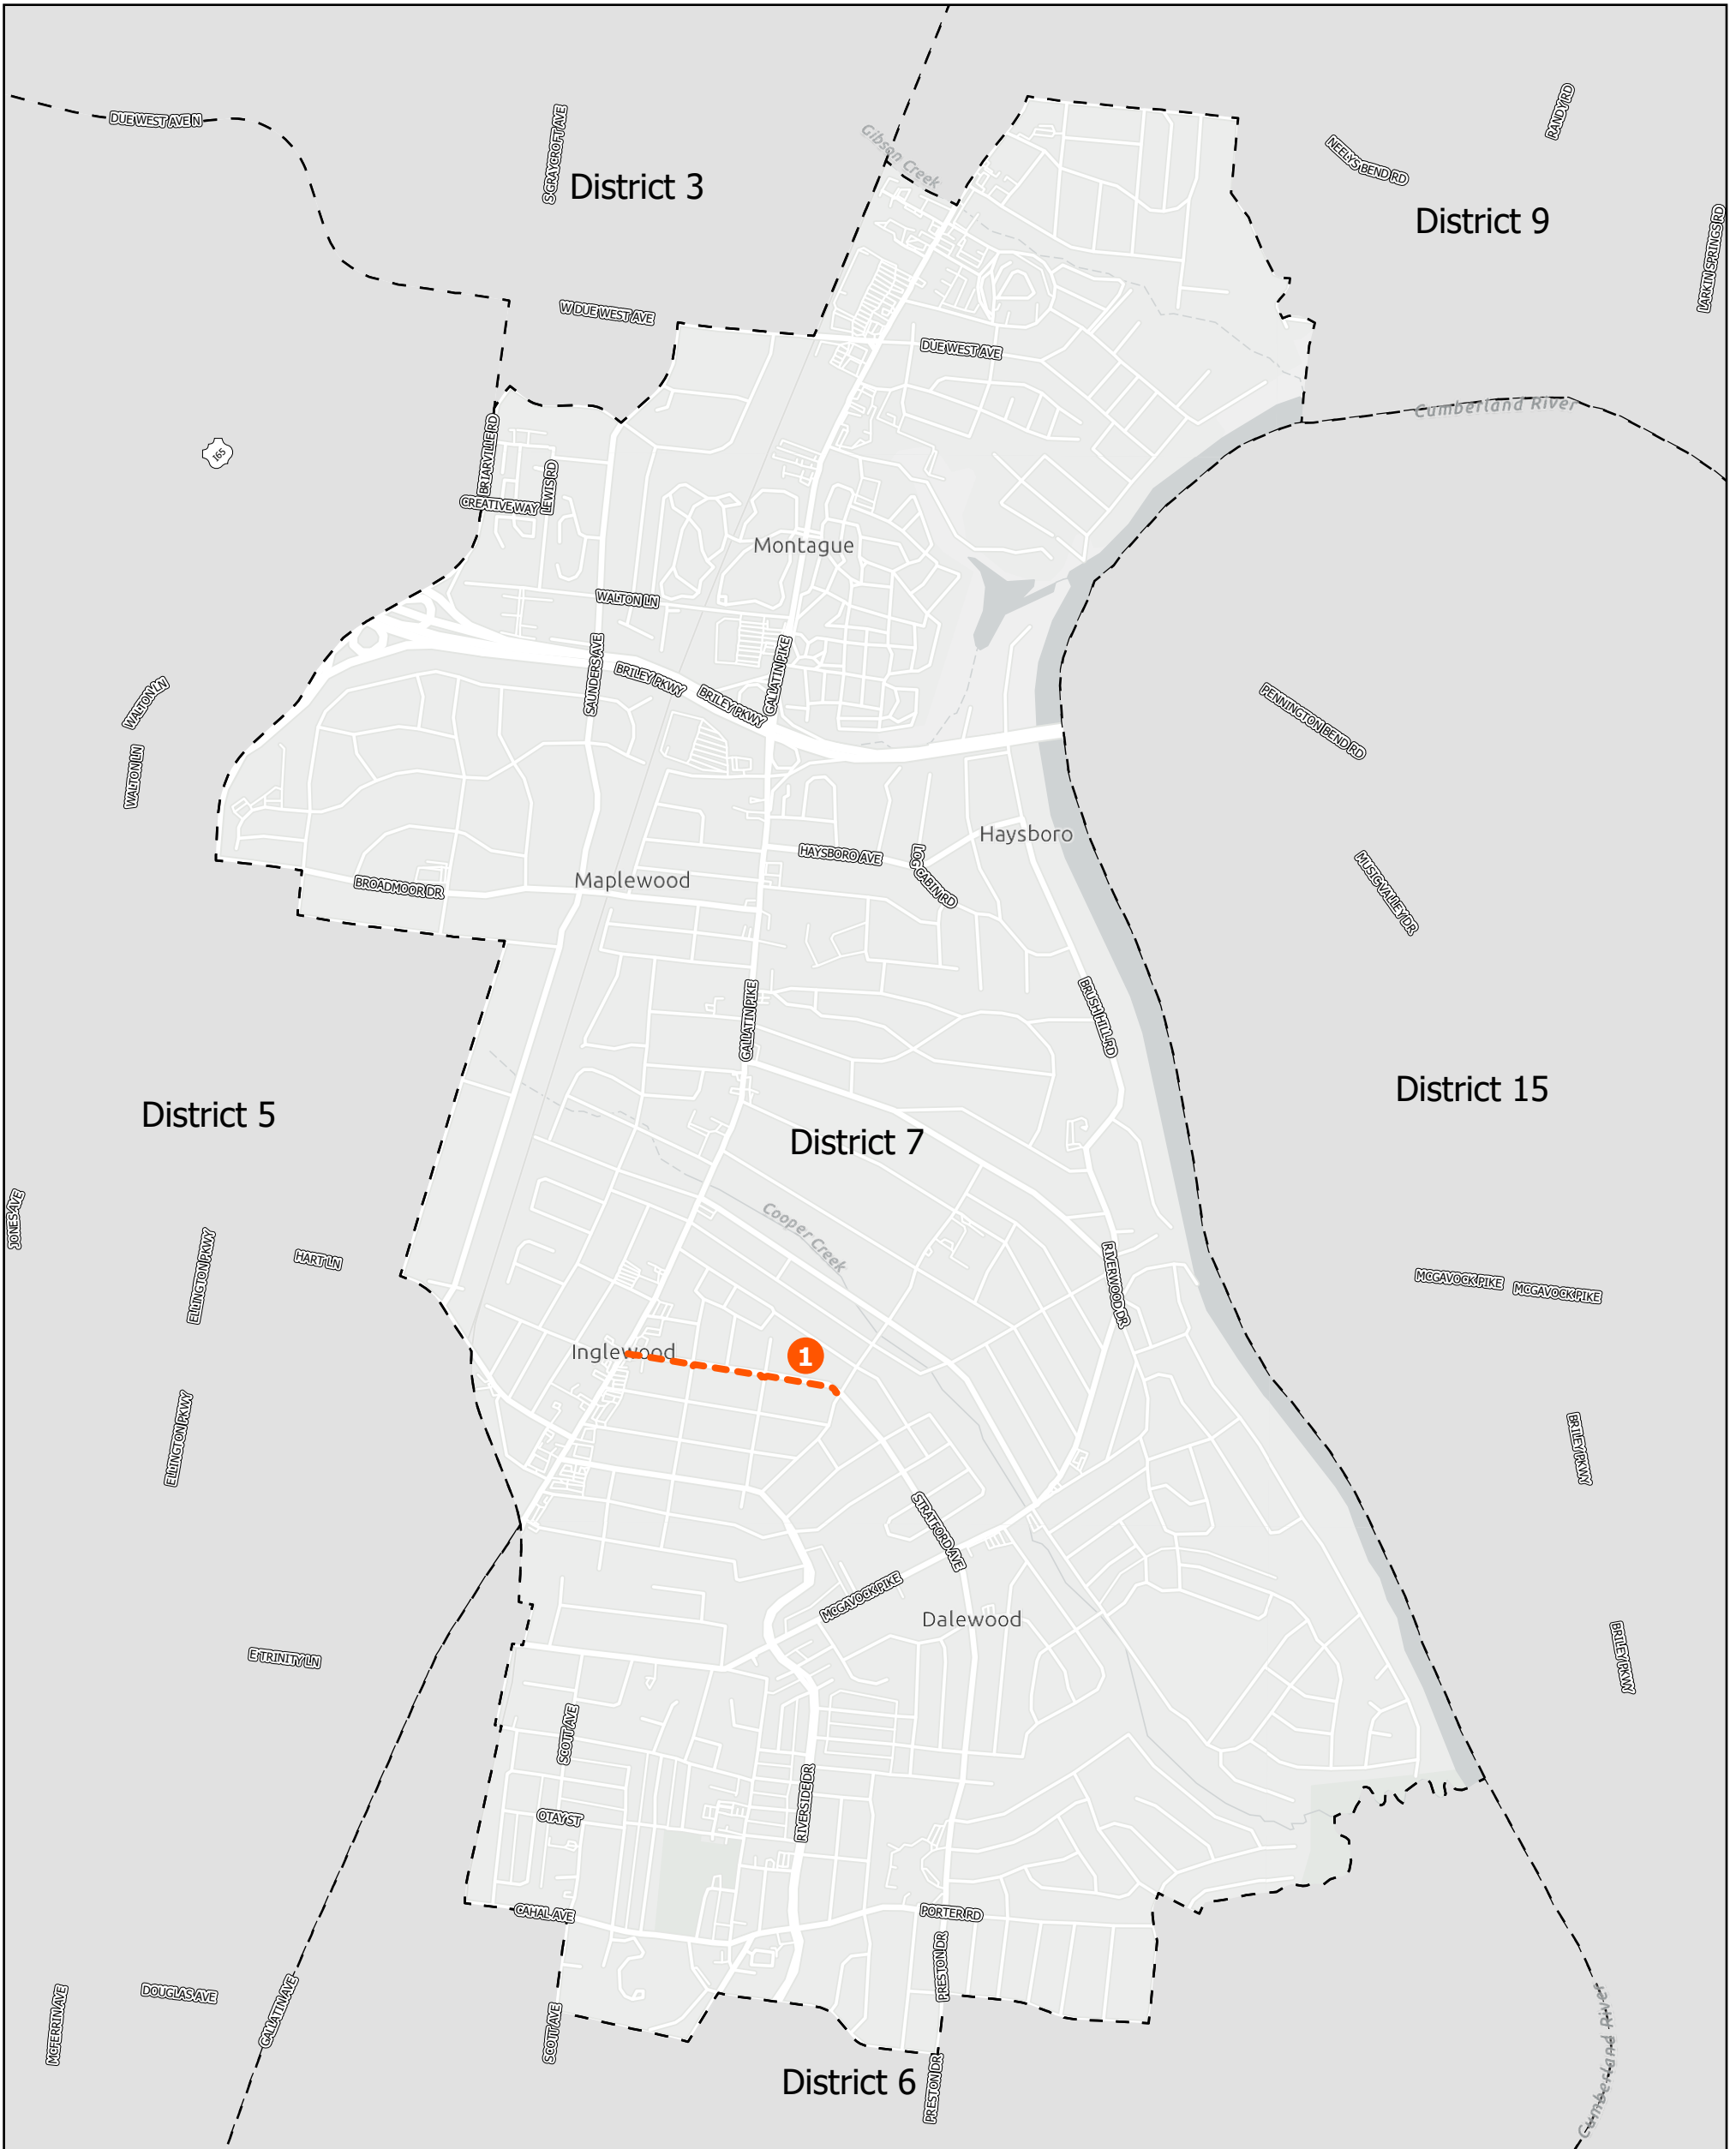 DUE WEST AVE N
S GRAYCROFT AVE
District 3
Gibson Creek
NEELYS BEND RD
RANDY RD
District 9
LARKIN SPRINGS RD
W DUE WEST AVE
DUE WEST AVE
Cumberland River
165
BRIARVILLE RD
CREATIVE WAY
LEWIS RD
Montague
WALTON LN
SAUNDERS AVE
BRILEY PKWY
BRILEY PKWY
GALLATIN PIKE
WALTON LN
WALTON LN
PENNINGTON BEND RD
Haysboro
HAYSBORO AVE
LOG CABIN RD
MUSIC VALLEY DR
BROADMOOR DR
Maplewood
GALLATIN PIKE
BRUSH HILL RD
District 5
District 15
District 7
JONES AVE
ELLINGTON PKWY
HART LN
Cooper Creek
RIVERWOOD DR
MCGAVOCK PIKE
MCGAVOCK PIKE
Inglewood
1
ELLINGTON PKWY
BRILEY PKWY
STRATFORD AVE
MCGAVOCK PIKE
Dalewood
E TRINITY LN
BRILEY PKWY
SCOTT AVE
OTAY ST
RIVERSIDE DR
CAHAL AVE
PORTER RD
PRESTON DR
DOUGLAS AVE
MCFERRIN AVE
GALLATIN AVE
SCOTT AVE
District 6
PRESTON DR
Cumberland River